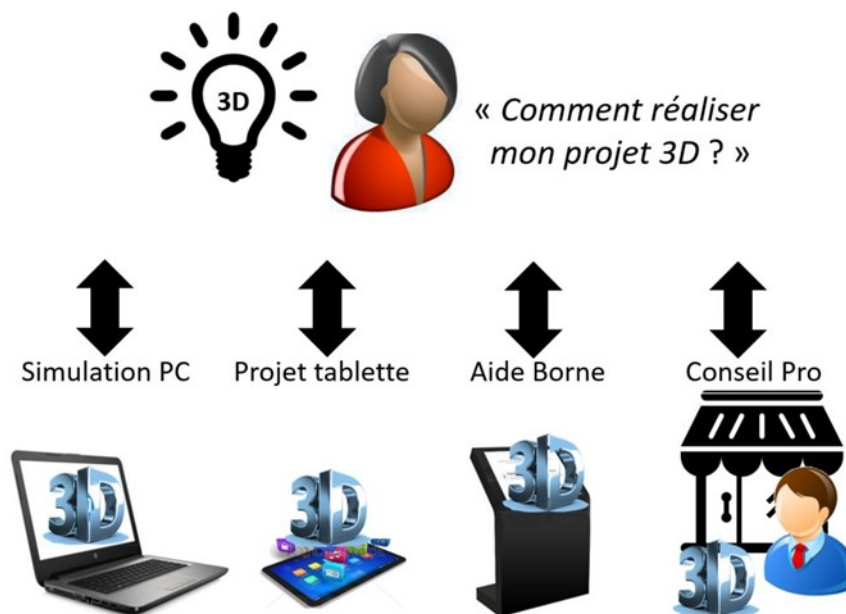 3D
« Comment réaliser
mon projet 3D ? »
Simulation PC
Projet tablette
Aide Borne
Conseil Pro
3D
3D
3D
3D